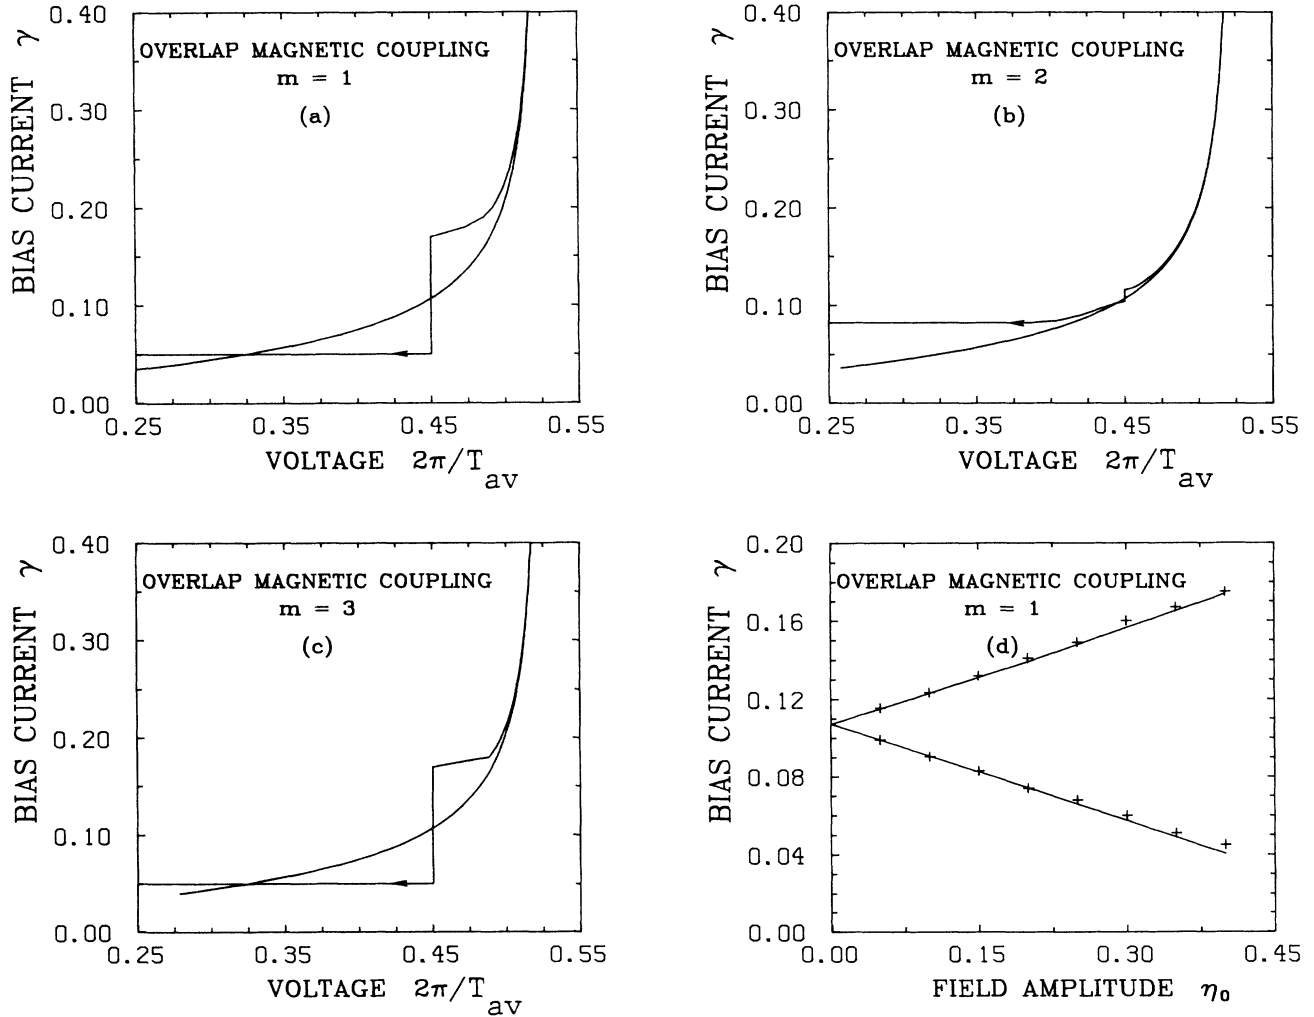 OVERLAP MAGNETIC COUPLING
m = 1
(a)
BIAS CURRENT γ
0.40
0.30
0.20
0.10
0.00
0.25
0.35
0.45
0.55
VOLTAGE 2π/Tav
OVERLAP MAGNETIC COUPLING
m = 2
(b)
BIAS CURRENT γ
0.40
0.30
0.20
0.10
0.00
0.25
0.35
0.45
0.55
VOLTAGE 2π/Tav
OVERLAP MAGNETIC COUPLING
m = 3
(c)
BIAS CURRENT γ
0.40
0.30
0.20
0.10
0.00
0.25
0.35
0.45
0.55
VOLTAGE 2π/Tav
OVERLAP MAGNETIC COUPLING
m = 1
(d)
BIAS CURRENT γ
0.20
0.16
0.12
0.08
0.04
0.00
0.00
0.15
0.30
0.45
FIELD AMPLITUDE η₀